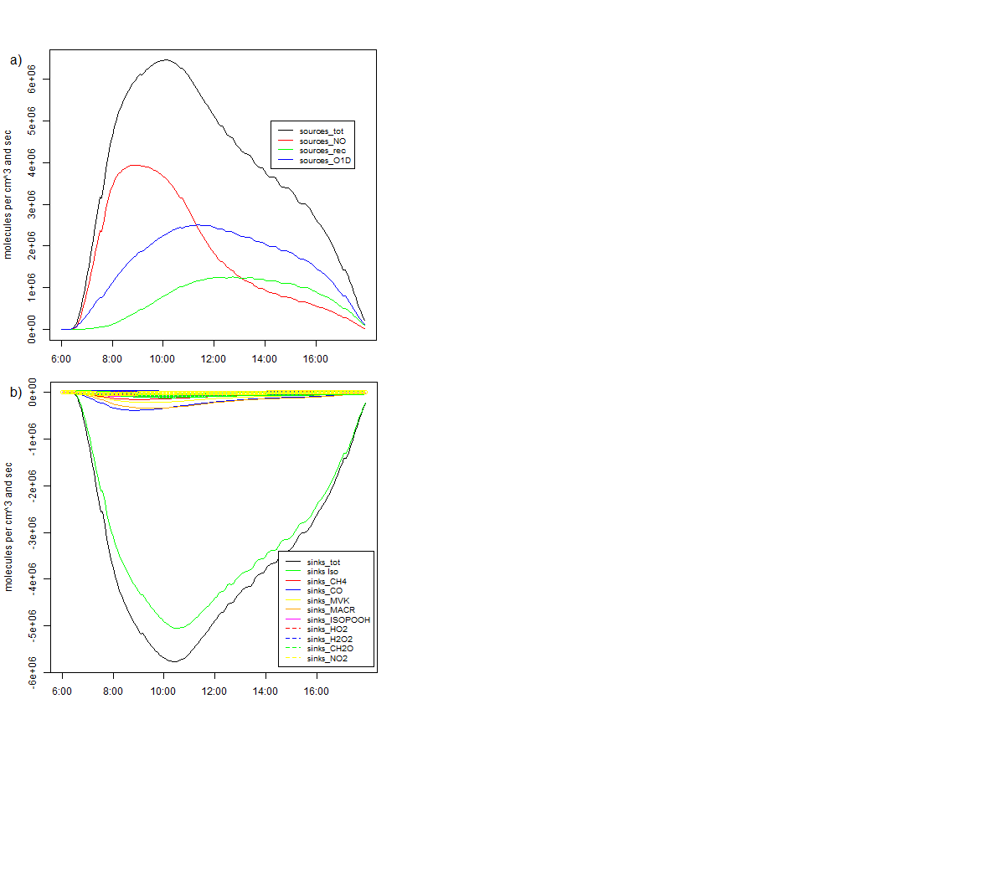 a)
molecules per cm^3 and sec
6e+06
5e+06
4e+06
3e+06
2e+06
1e+06
0e+00
sources_tot
sources_NO
sources_rec
sources_O1D
6:00 8:00 10:00 12:00 14:00 16:00
b)
molecules per cm^3 and sec
0e+00
-1e+06
-2e+06
-3e+06
-4e+06
-5e+06
-6e+06
sinks_tot
sinks Iso
sinks_CH4
sinks_CO
sinks_MVK
sinks_MACR
sinks_ISOPOOH
sinks_HO2
sinks_H2O2
sinks_CH2O
sinks_NO2
6:00 8:00 10:00 12:00 14:00 16:00